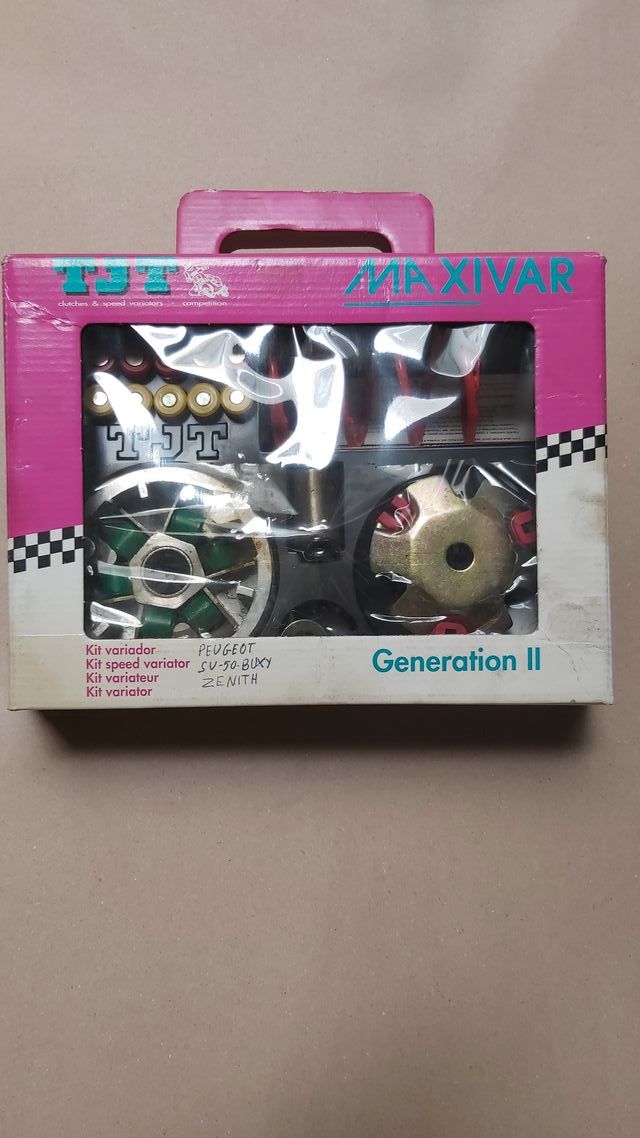 TJT
MAXIVAR
clutches & speed variators - competition
TJT
Kit variador
Kit speed variator
Kit variateur
Kit variator
PEUGEOT
SV-50-BUXY
ZENITH
Generation II